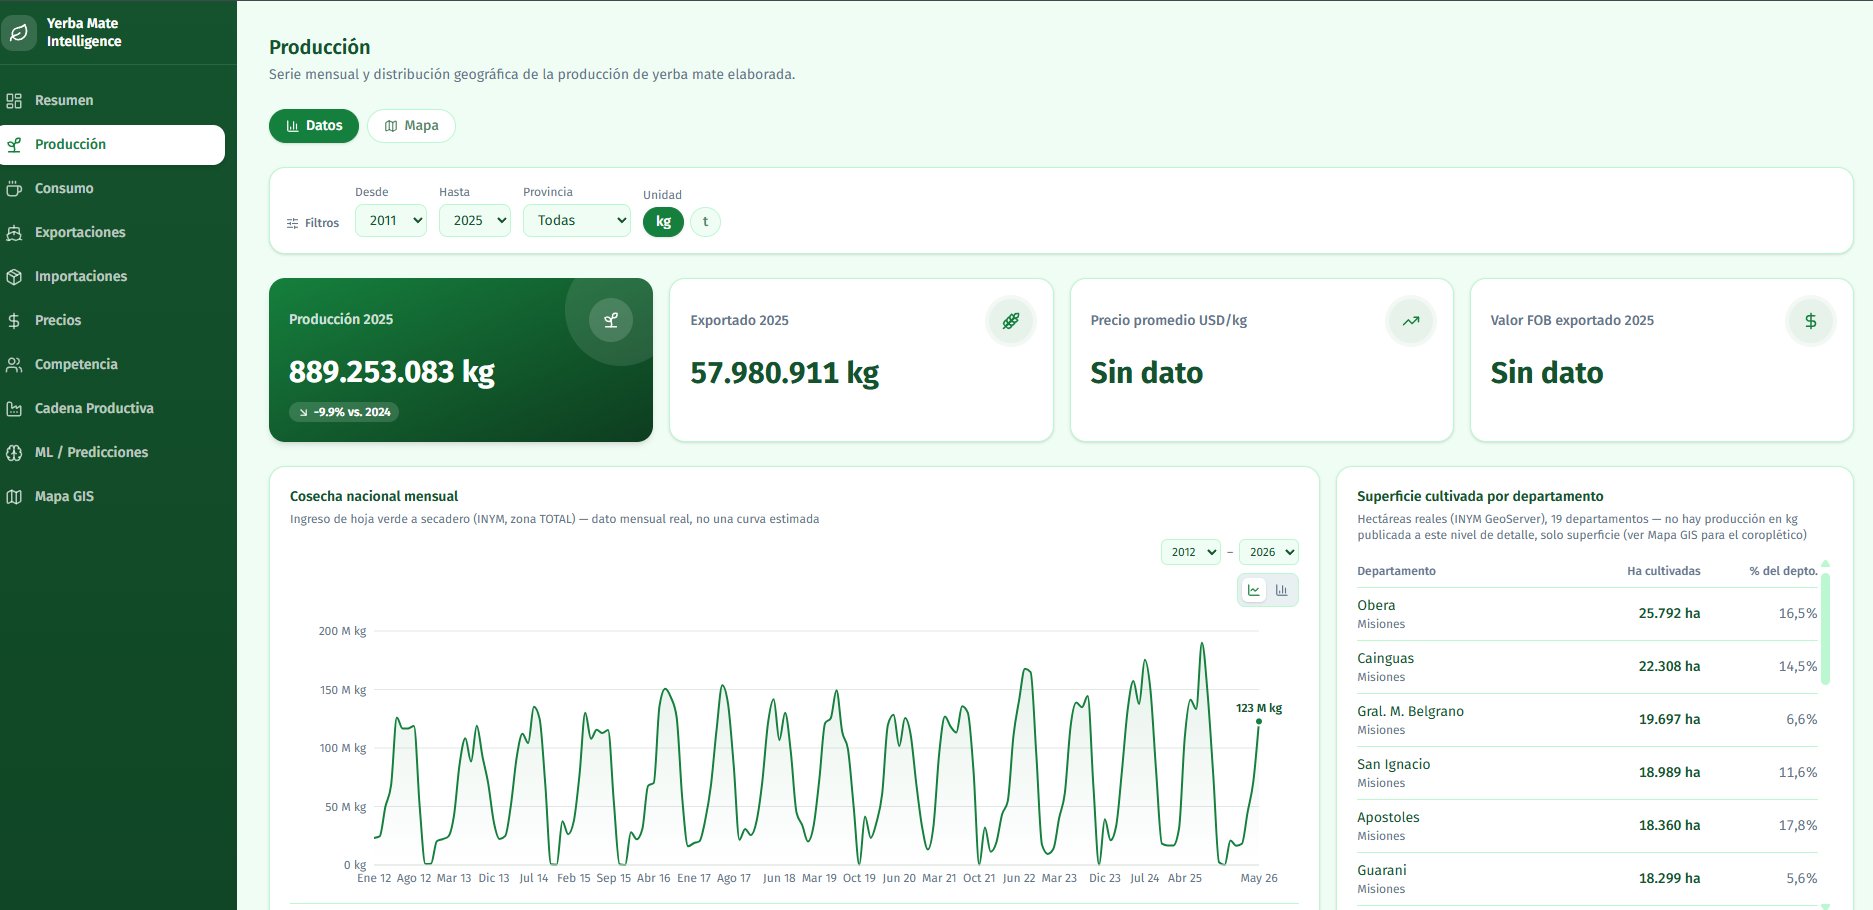 Yerba Mate
Intelligence
Resumen
Producción
Consumo
Exportaciones
Importaciones
Precios
Competencia
Cadena Productiva
ML / Predicciones
Mapa GIS
Producción
Serie mensual y distribución geográfica de la producción de yerba mate elaborada.
Datos
Mapa
Filtros
Desde
2011
Hasta
2025
Provincia
Todas
Unidad
kg
t
Producción 2025
889.253.083 kg
-9.9% vs. 2024
Exportado 2025
57.980.911 kg
Precio promedio USD/kg
Sin dato
Valor FOB exportado 2025
Sin dato
Cosecha nacional mensual
Ingreso de hoja verde a secadero (INYM, zona TOTAL) — dato mensual real, no una curva estimada
2012 – 2026
200 M kg
150 M kg
100 M kg
50 M kg
0 kg
123 M kg
Ene 12 Ago 12 Mar 13 Dic 13 Jul 14 Feb 15 Sep 15 Abr 16 Ene 17 Ago 17 Jun 18 Mar 19 Oct 19 Jun 20 Mar 21 Oct 21 Jun 22 Mar 23 Dic 23 Jul 24 Abr 25 May 26
Superficie cultivada por departamento
Hectáreas reales (INYM GeoServer), 19 departamentos — no hay producción en kg
publicada a este nivel de detalle, solo superficie (ver Mapa GIS para el coroplético)
Departamento Ha cultivadas % del depto.
Obera
Misiones
25.792 ha 16,5%
Cainguas
Misiones
22.308 ha 14,5%
Gral. M. Belgrano
Misiones
19.697 ha 6,6%
San Ignacio
Misiones
18.989 ha 11,6%
Apostoles
Misiones
18.360 ha 17,8%
Guarani
Misiones
18.299 ha 5,6%